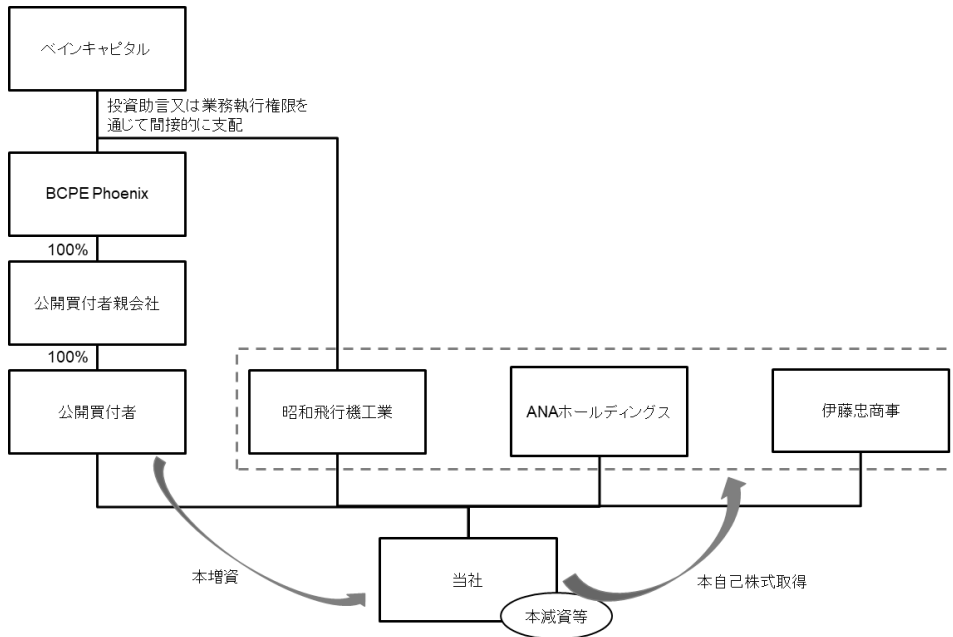 ベインキャピタル
投資助言又は業務執行権限を
通じて間接的に支配
BCPE Phoenix
100%
公開買付者親会社
100%
公開買付者
昭和飛行機工業
ANAホールディングス
伊藤忠商事
本増資
当社
本自己株式取得
本減資等